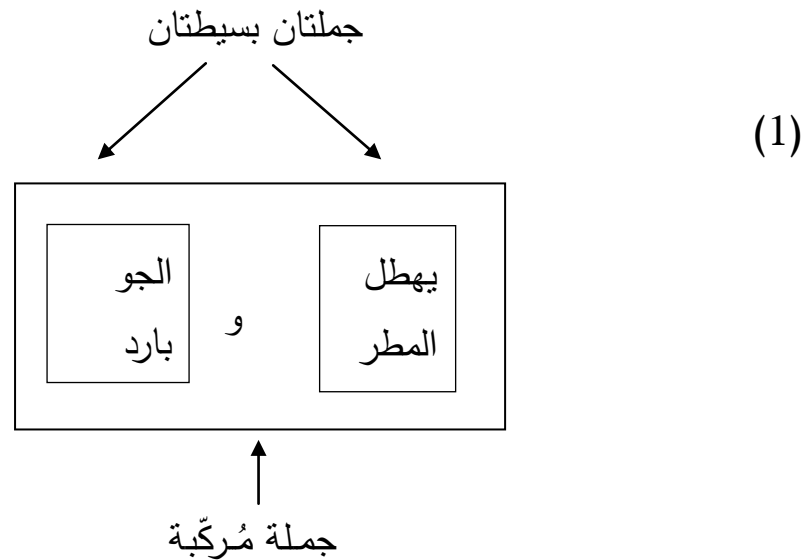 جملتان بسيطتان
(1)
يهطل
المطر
و
الجو
بارد
جملة مُركّبة